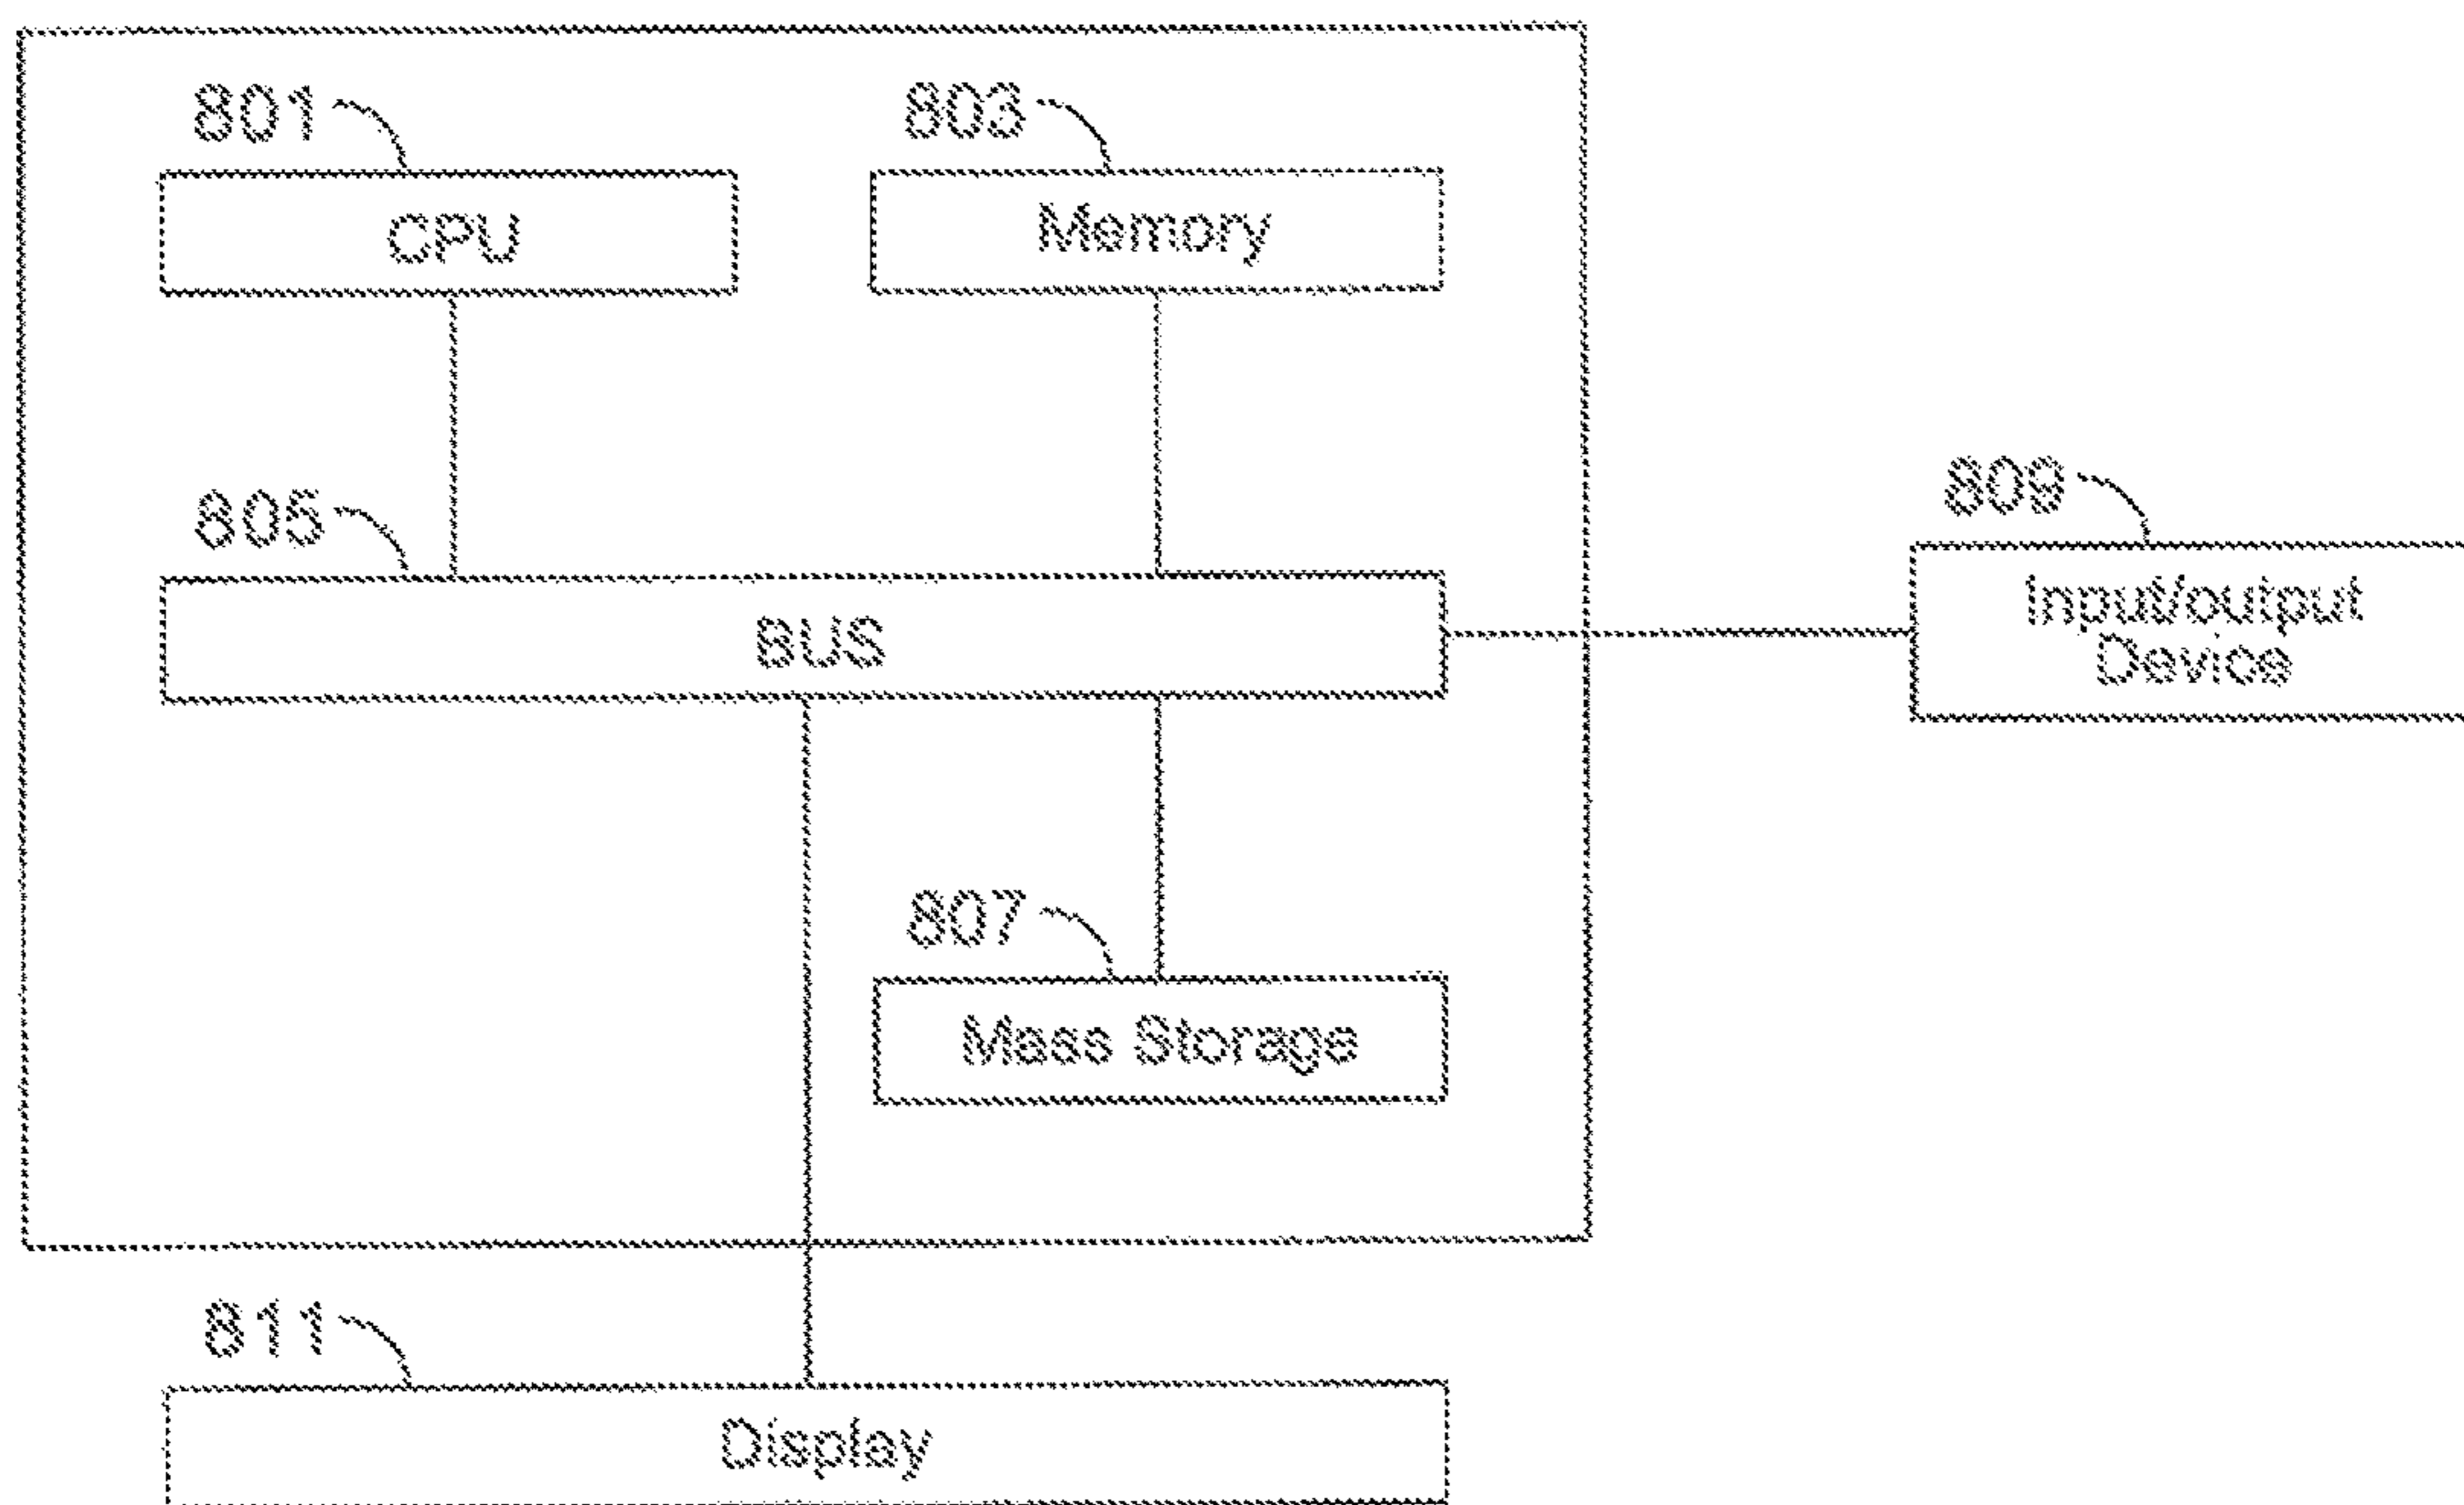 801
803
CPU
Memory
805
809
BUS
Input/output
Device
807
Mass Storage
811
Display